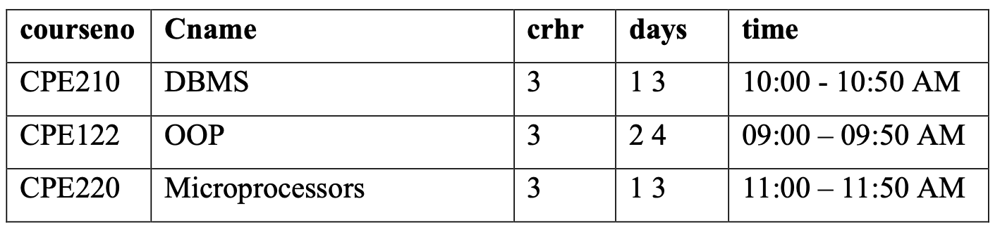 courseno Cname crhr days time
CPE210 DBMS 3 1 3 10:00 - 10:50 AM
CPE122 OOP 3 2 4 09:00 – 09:50 AM
CPE220 Microprocessors 3 1 3 11:00 – 11:50 AM